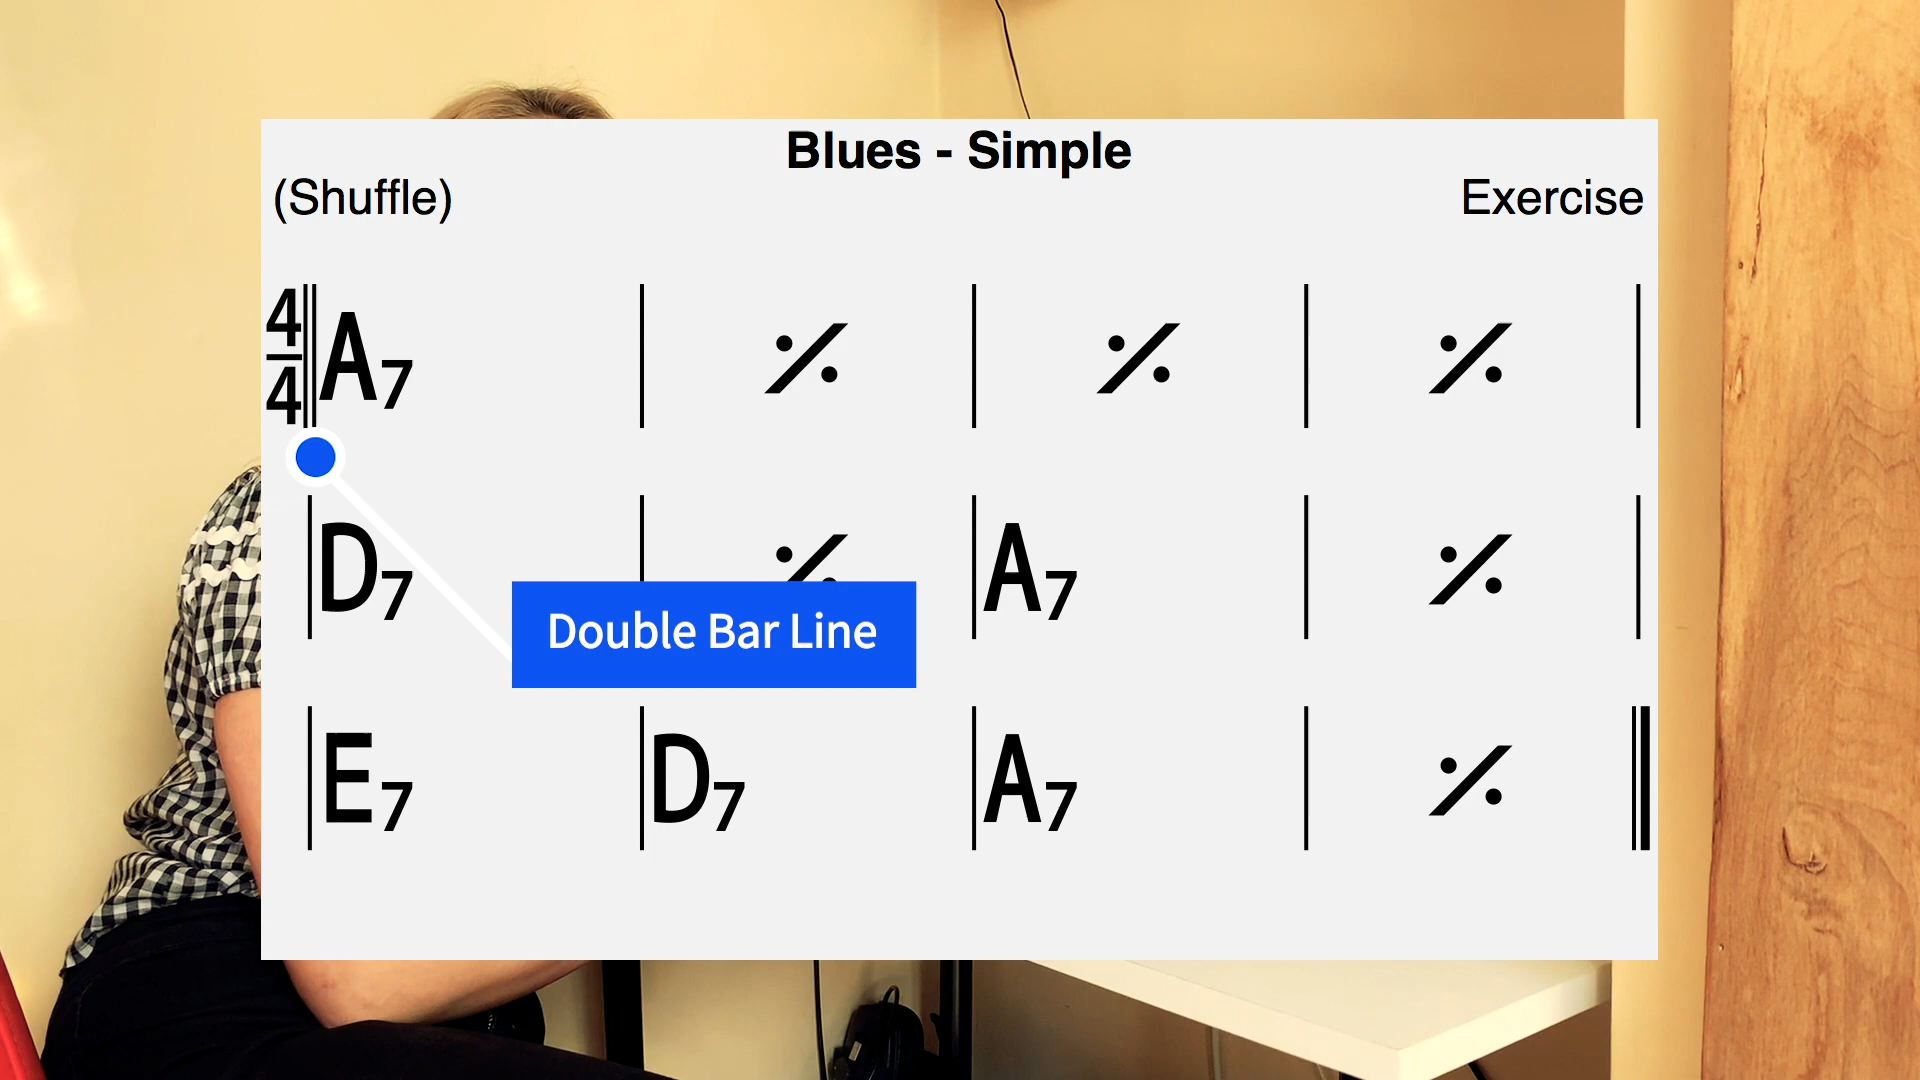 Blues - Simple
(Shuffle) Exercise
4/4 A7 % % %
D7 % A7 %
Double Bar Line
E7 D7 A7 %